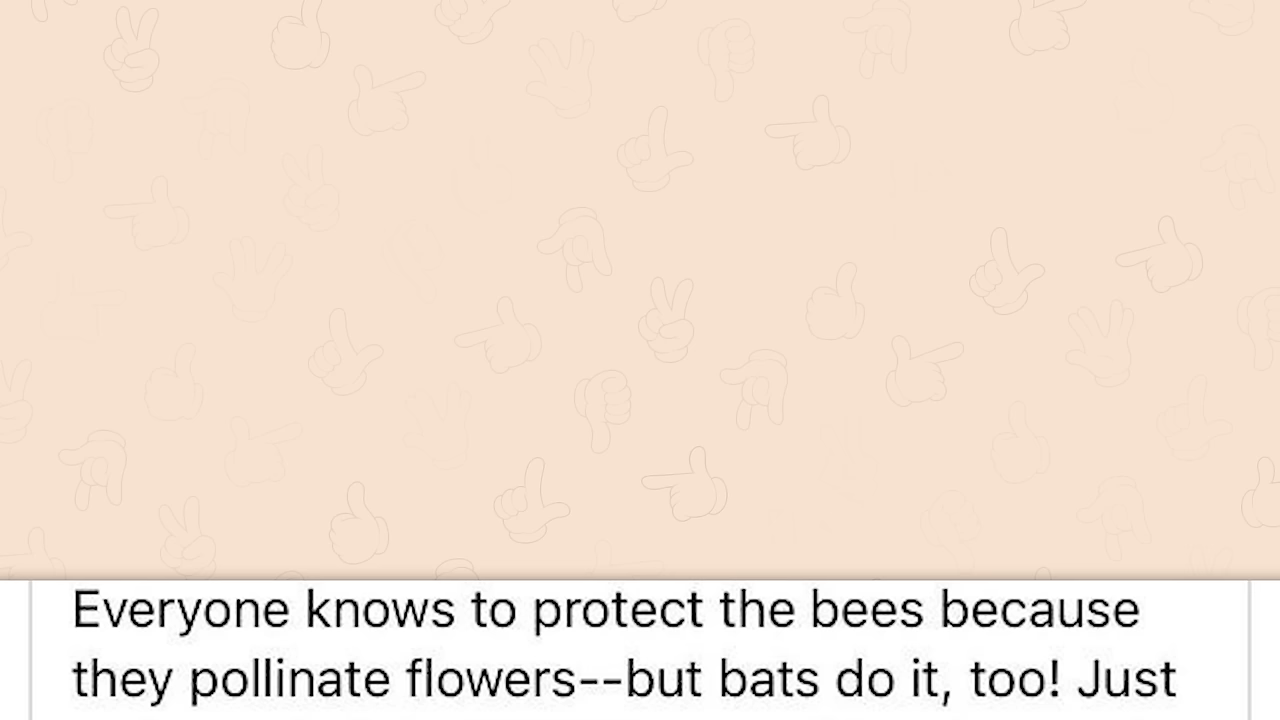 Everyone knows to protect the bees because
they pollinate flowers--but bats do it, too! Just